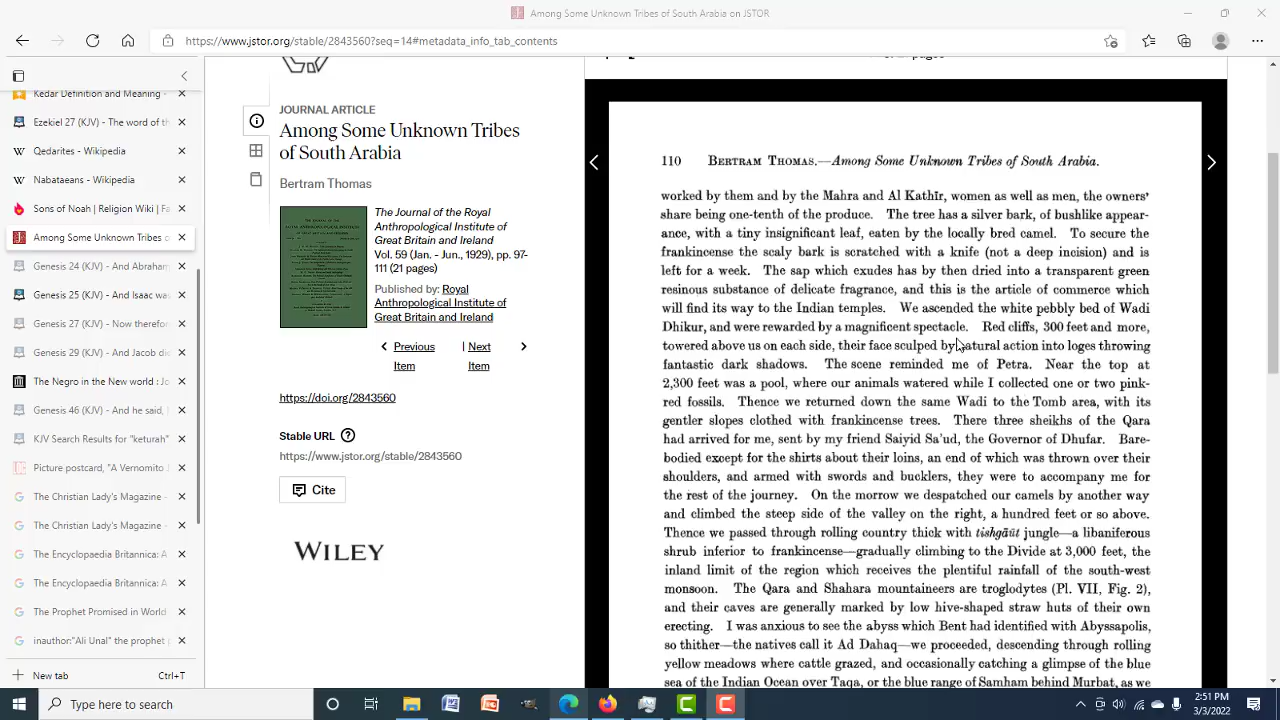 Among Some Unknown Tribes of South Arabia on JSTOR
https://www.jstor.org/stable/2843560?seq=14#metadata_info_tab_contents
Kedar Definition and Meaning -
Ezekiel 27 (KJV) - The word of th
Qedarites - Wikipedia
Nabataeans - Wikipedia
Sons of Noah | Religion Wiki | Fa
Among Some Unknown Tribes o
Genesis 20 (KJV) - And Abraham
Genesis 25 (KJV) - And Isaac was
Genesis 27 (KJV) - Now therefor
Genesis 29 (KJV) - And Jacob dic
The Negro in the New world : Jo
Genesis 46 (KJV) - And he said, I
KJV Search Results for "keturah"
Picture postcard, "A Veteran to I
The Christian Lady's Magazine -
The Christian Lady's Magazine -
The Encyclopaedia Britannica: A
The Encyclopaedia Britannica: A
The Prophet Promised in World
inauthor:"Ali Unal" the prophet
tab
Ctrl
JOURNAL ARTICLE
Among Some Unknown Tribes
of South Arabia
Bertram Thomas
The Journal of the Royal
Anthropological Institute of
Great Britain and Ireland
Vol. 59 (Jan. - Jun., 1929), pp. 97-
111 (21 pages)
Published by: Royal
Anthropological Institute of
Great Britain and Ireland
Previous Item | Next Item
https://doi.org/2843560
Stable URL
https://www.jstor.org/stable/2843560
Cite
WILEY
110 BERTRAM THOMAS.—Among Some Unknown Tribes of South Arabia.
worked by them and by the Mahra and Al Kathīr, women as well as men, the owners'
share being one-tenth of the produce. The tree has a silver bark, of bushlike appear-
ance, with a tiny insignificant leaf, eaten by the locally bred camel. To secure the
frankincense the scaly bark is scratched with a knife (not a deep incision) and is
left for a week. The sap which exudes has by then dried into a transparent green
resinous substance of delicate fragrance, and this is the article of commerce which
will find its way to the Indian temples. We ascended the white pebbly bed of Wadi
Dhikur, and were rewarded by a magnificent spectacle. Red cliffs, 300 feet and more,
towered above us on each side, their face sculped by natural action into loges throwing
fantastic dark shadows. The scene reminded me of Petra. Near the top at
2,300 feet was a pool, where our animals watered while I collected one or two pink-
red fossils. Thence we returned down the same Wadi to the Tomb area, with its
gentler slopes clothed with frankincense trees. There three sheikhs of the Qara
had arrived for me, sent by my friend Saiyid Sa'ud, the Governor of Dhufar. Bare-
bodied except for the shirts about their loins, an end of which was thrown over their
shoulders, and armed with swords and bucklers, they were to accompany me for
the rest of the journey. On the morrow we despatched our camels by another way
and climbed the steep side of the valley on the right, a hundred feet or so above.
Thence we passed through rolling country thick with tishgāūt jungle—a libaniferous
shrub inferior to frankincense—gradually climbing to the Divide at 3,000 feet, the
inland limit of the region which receives the plentiful rainfall of the south-west
monsoon. The Qara and Shahara mountaineers are troglodytes (Pl. VII, Fig. 2),
and their caves are generally marked by low hive-shaped straw huts of their own
erecting. I was anxious to see the abyss which Bent had identified with Abyssapolis,
so thither—the natives call it Ad Dahaq—we proceeded, descending through rolling
yellow meadows where cattle grazed, and occasionally catching a glimpse of the blue
sea of the Indian Ocean over Taqa, or the blue range of Samham behind Murbat, as we
Type here to search
2:51 PM
3/3/2022